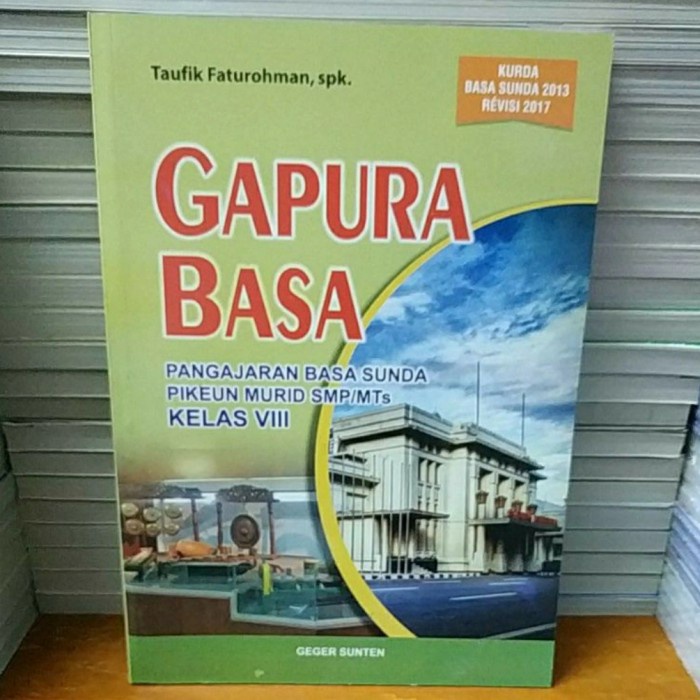 Taufik Faturohman, spk.
KURDA
BASA SUNDA 2013
RÉVISI 2017
GAPURA
BASA
PANGAJARAN BASA SUNDA
PIKEUN MURID SMP/MTs
KELAS VIII
GEGER SUNTEN